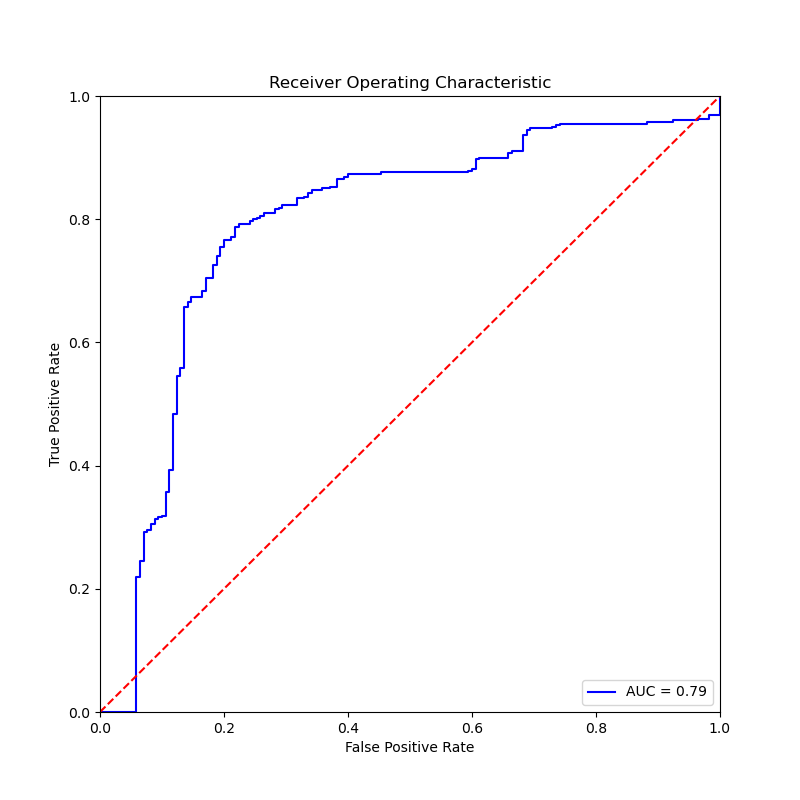 Receiver Operating Characteristic
1.0
0.8
0.6
0.4
0.2
0.0
True Positive Rate
AUC = 0.79
0.0 0.2 0.4 0.6 0.8 1.0
False Positive Rate